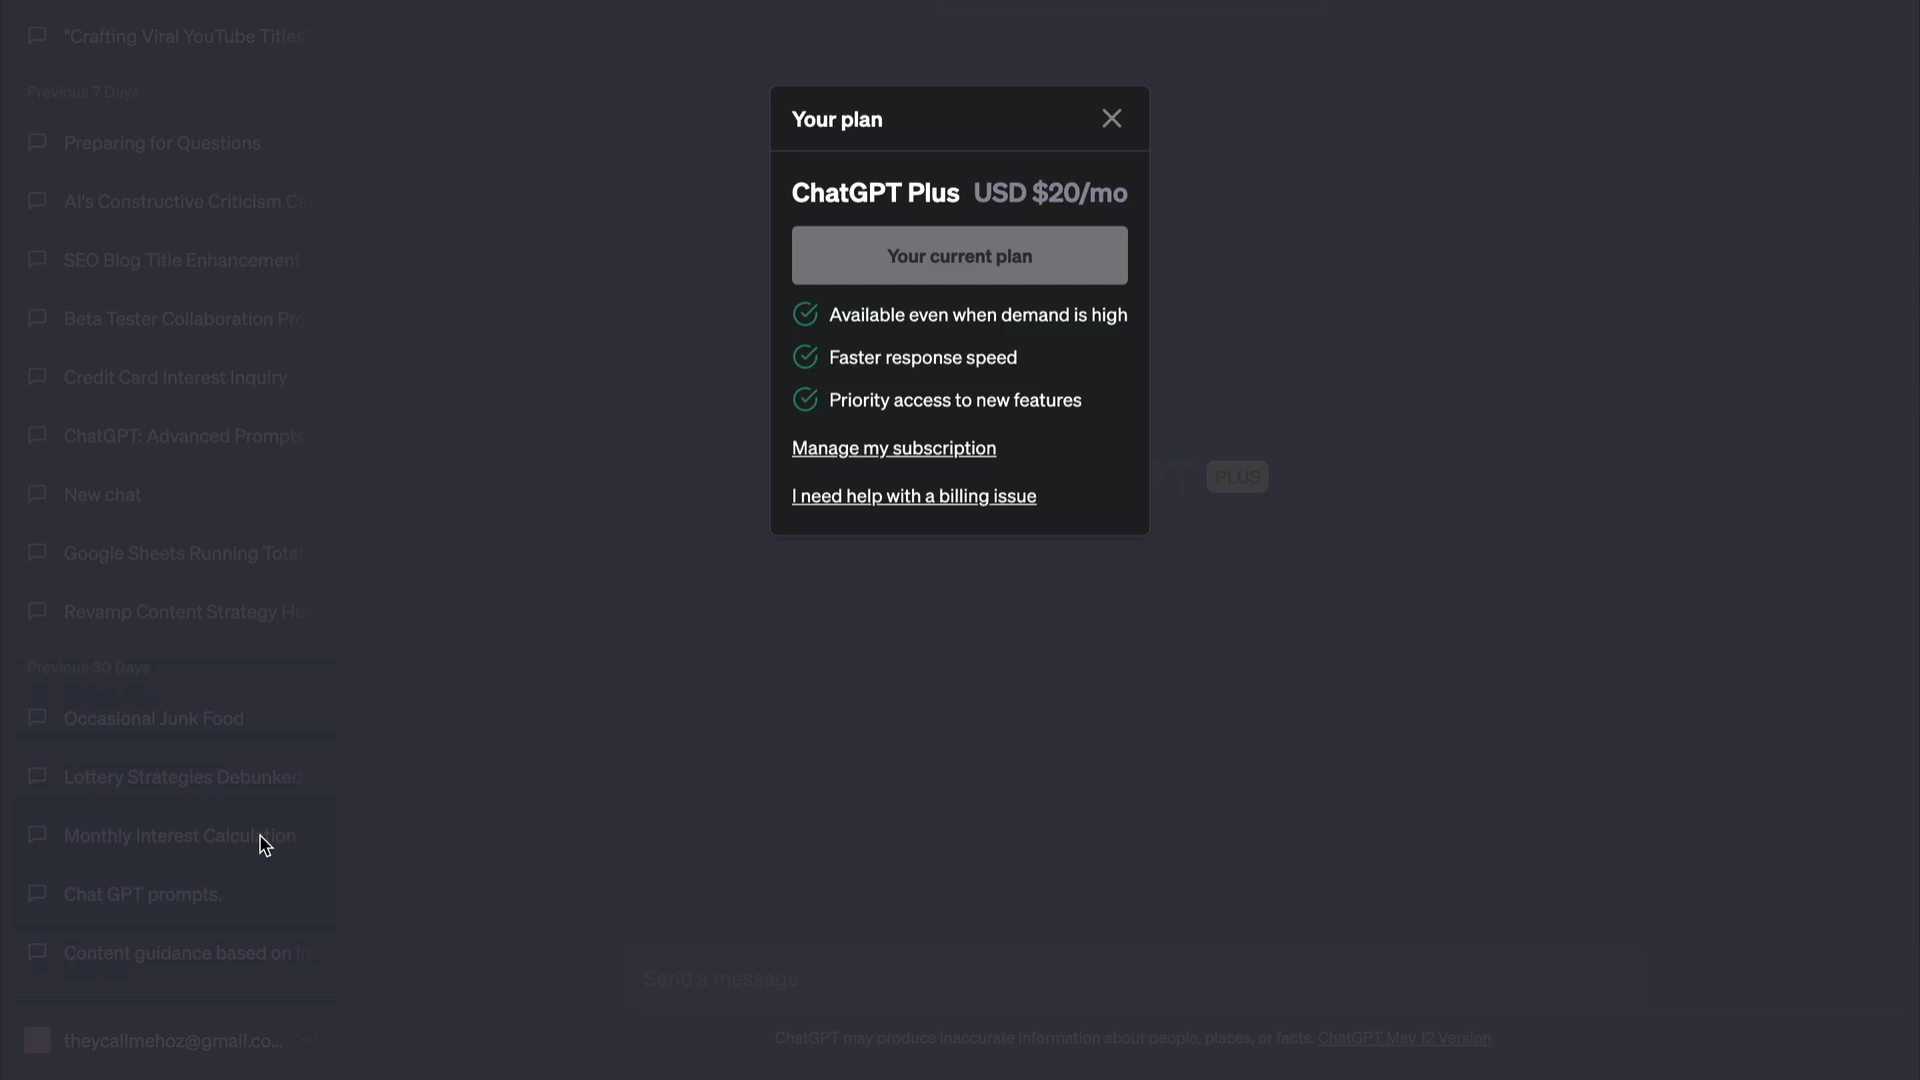 "Crafting Viral YouTube Titles"
Previous 7 Days
Preparing for Questions
AI's Constructive Criticism Ca
SEO Blog Title Enhancement
Beta Tester Collaboration Pro
Credit Card Interest Inquiry
ChatGPT: Advanced Prompts
New chat
Google Sheets Running Total
Revamp Content Strategy Hea
Previous 30 Days
Occasional Junk Food
Lottery Strategies Debunked
Monthly Interest Calculation
Chat GPT prompts.
Content guidance based on in
theycallmehoz@gmail.co...
Your plan
ChatGPT Plus USD $20/mo
Your current plan
Available even when demand is high
Faster response speed
Priority access to new features
Manage my subscription
I need help with a billing issue
PT PLUS
Send a message.
ChatGPT may produce inaccurate information about people, places, or facts. ChatGPT May 12 Version